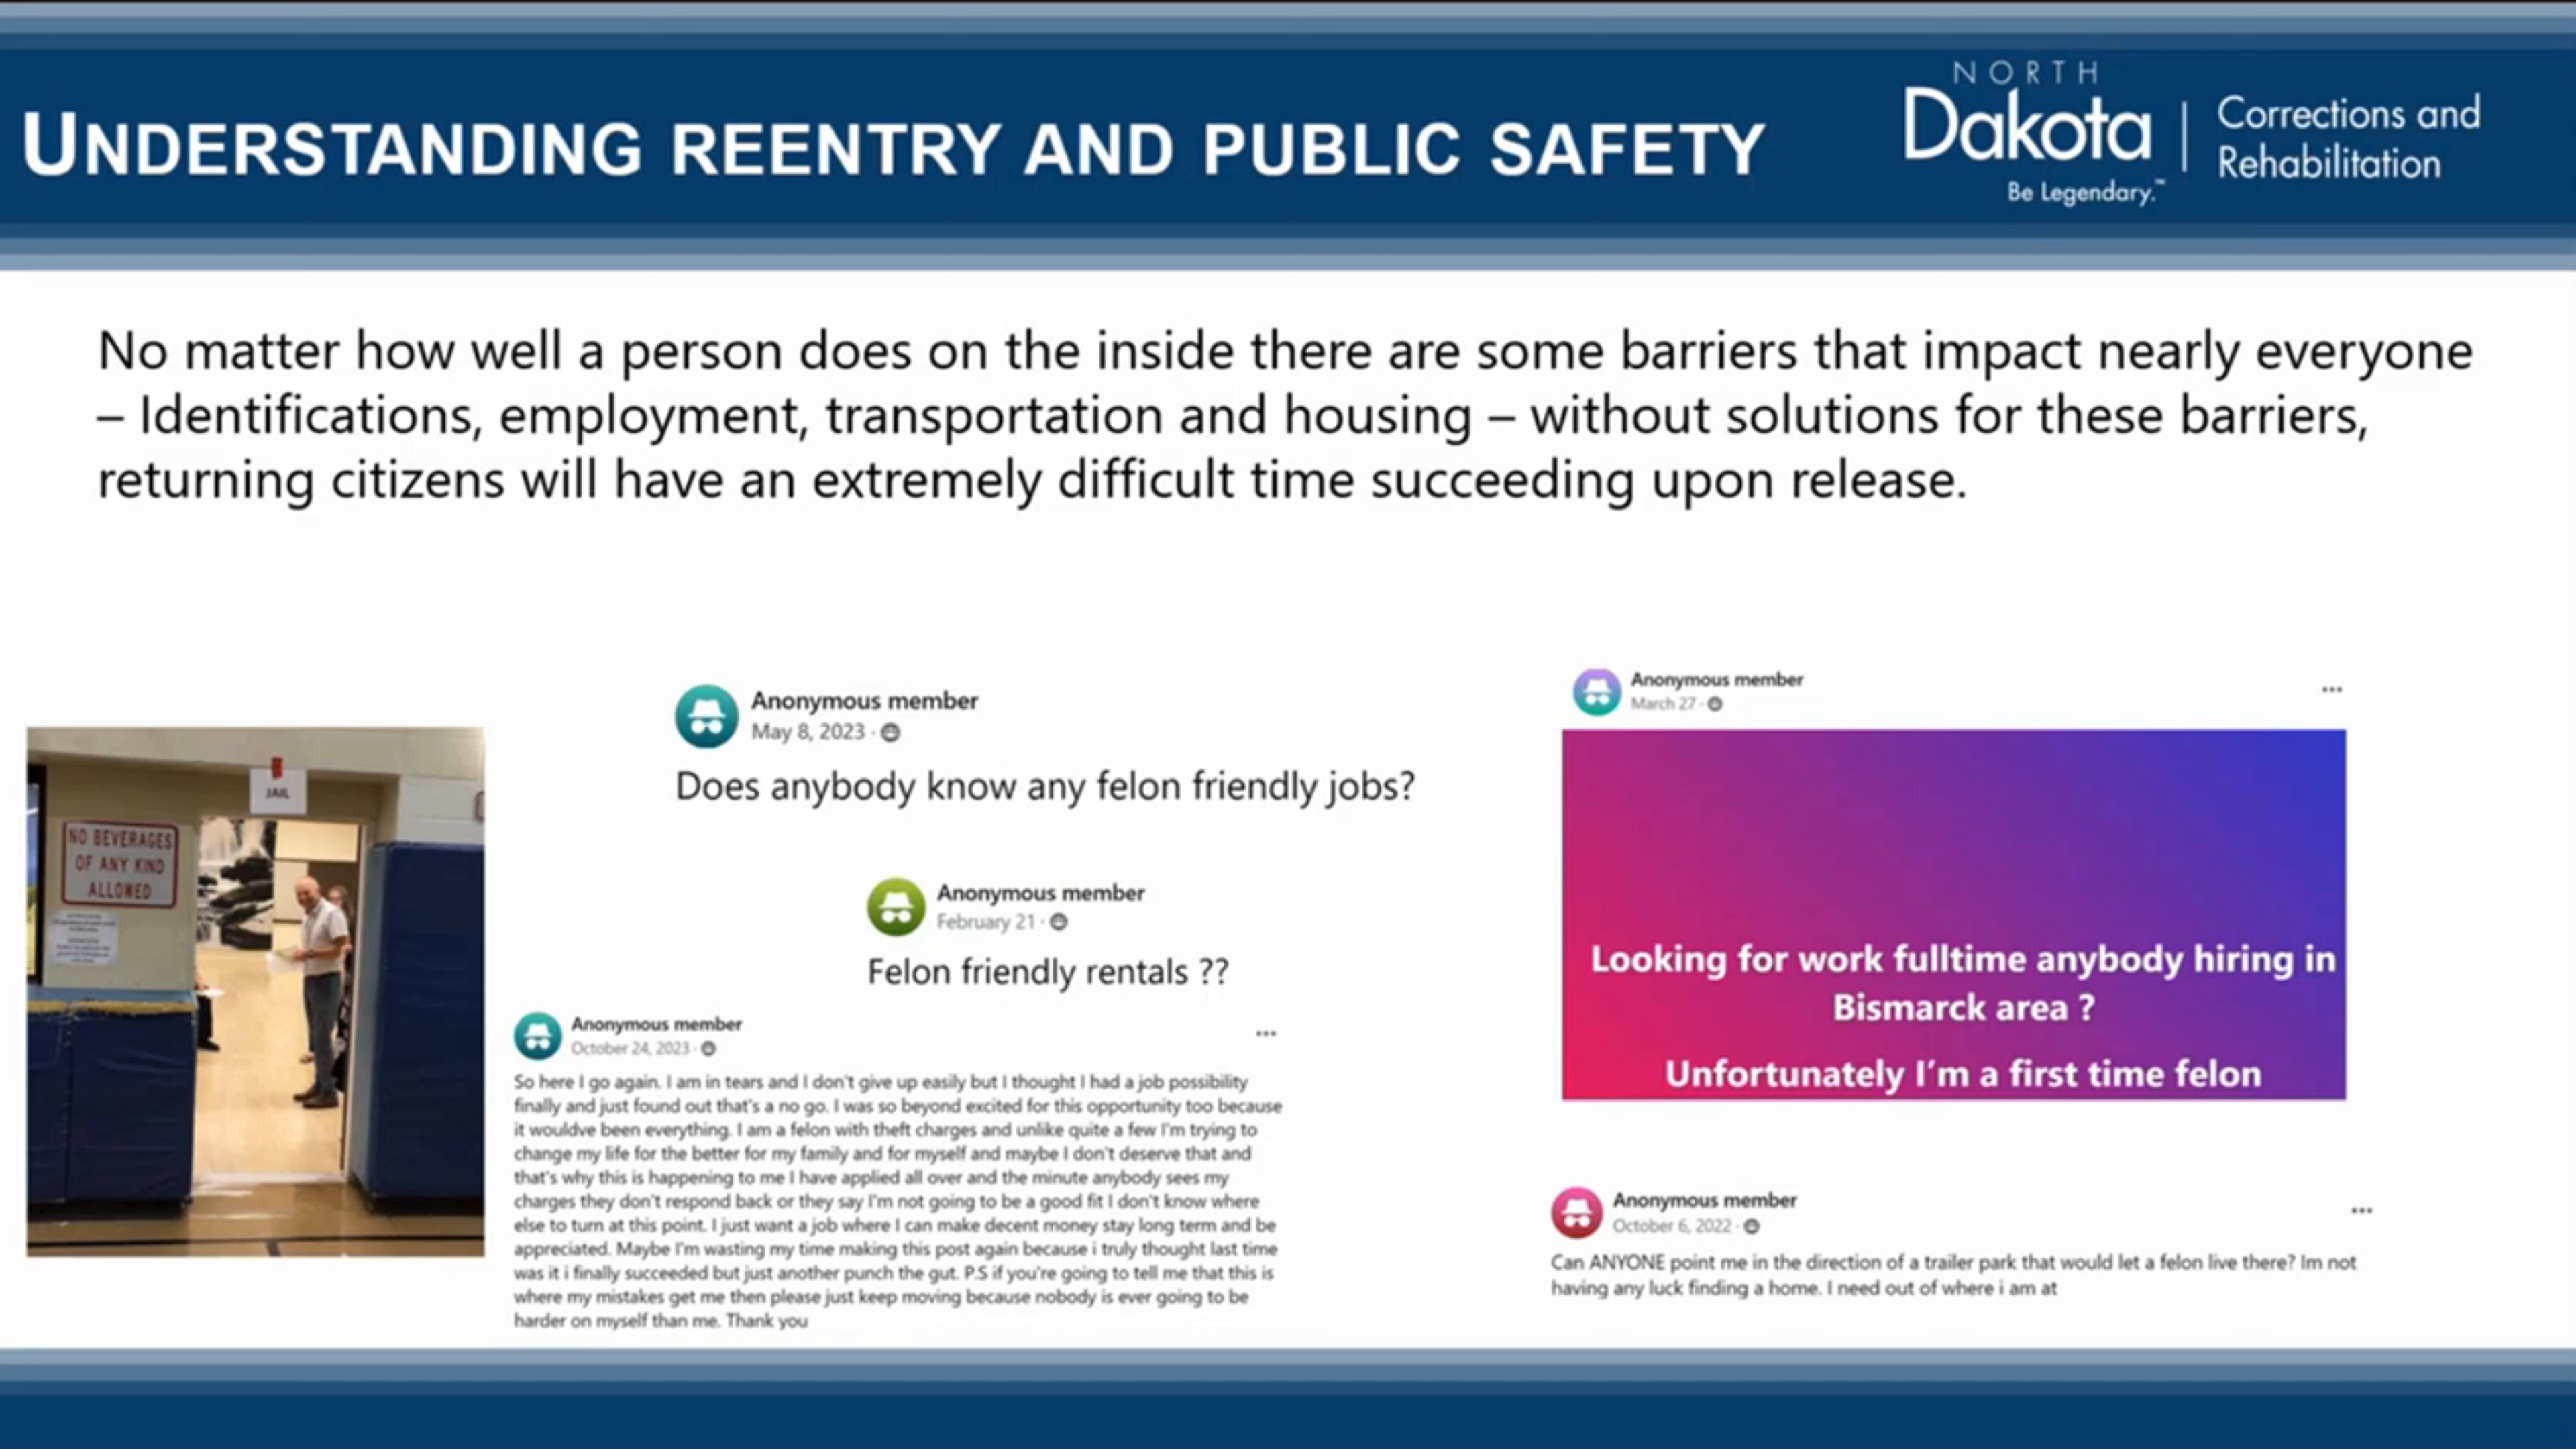 UNDERSTANDING REENTRY AND PUBLIC SAFETY
NORTH
Dakota
Be Legendary.™
Corrections and
Rehabilitation
No matter how well a person does on the inside there are some barriers that impact nearly everyone
– Identifications, employment, transportation and housing – without solutions for these barriers,
returning citizens will have an extremely difficult time succeeding upon release.
JAIL
NO BEVERAGES
OF ANY KIND
ALLOWED
Anonymous member
May 8, 2023 ·
Does anybody know any felon friendly jobs?
Anonymous member
February 21 ·
Felon friendly rentals ??
Anonymous member
October 24, 2023 ·
So here I go again. I am in tears and I don't give up easily but I thought I had a job possibility
finally and just found out that's a no go. I was so beyond excited for this opportunity too because
it wouldve been everything. I am a felon with theft charges and unlike quite a few I'm trying to
change my life for the better for my family and for myself and maybe I don't deserve that and
that's why this is happening to me I have applied all over and the minute anybody sees my
charges they don't respond back or they say I'm not going to be a good fit I don't know where
else to turn at this point. I just want a job where I can make decent money stay long term and be
appreciated. Maybe I'm wasting my time making this post again because i truly thought last time
was it i finally succeeded but just another punch the gut. P.S if you're going to tell me that this is
where my mistakes get me then please just keep moving because nobody is ever going to be
harder on myself than me. Thank you
Anonymous member
March 27 ·
Looking for work fulltime anybody hiring in
Bismarck area ?
Unfortunately I'm a first time felon
Anonymous member
October 6, 2022 ·
Can ANYONE point me in the direction of a trailer park that would let a felon live there? Im not
having any luck finding a home. I need out of where i am at